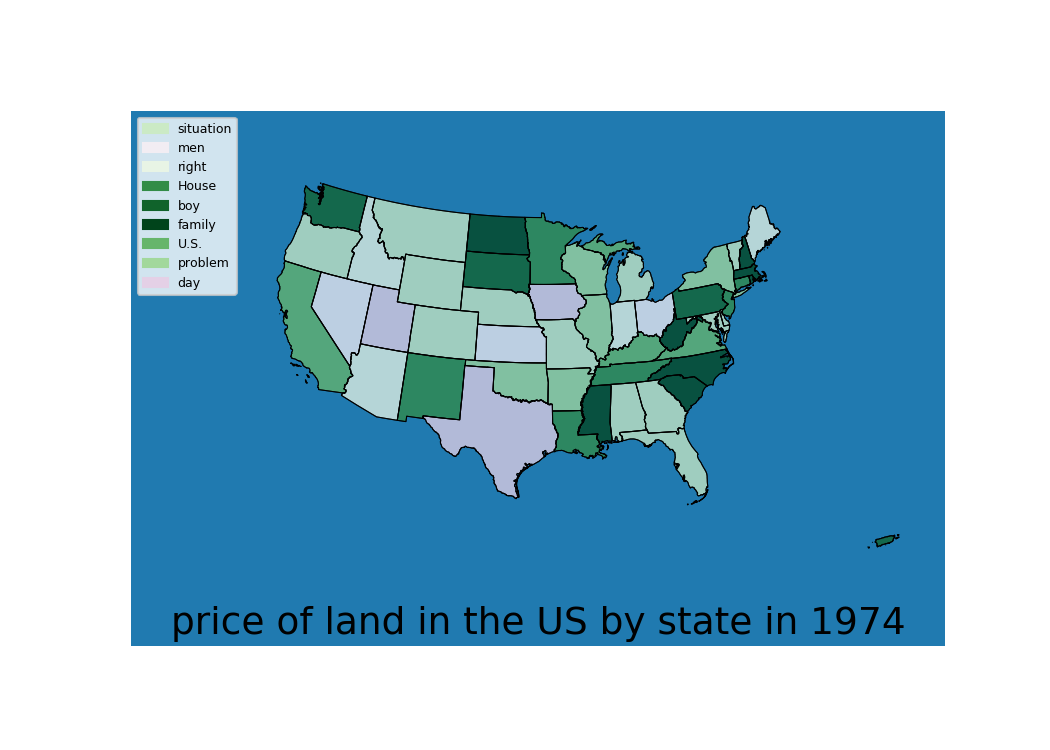 situation
men
right
House
boy
family
U.S.
problem
day
price of land in the US by state in 1974